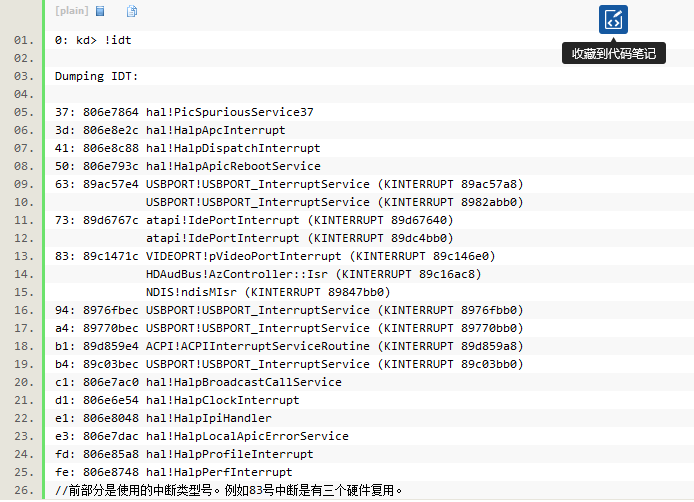 [plain]
收藏到代码笔记
01. 0: kd> !idt
02.
03. Dumping IDT:
04.
05. 37: 806e7864 hal!PicSpuriousService37
06. 3d: 806e8e2c hal!HalpApcInterrupt
07. 41: 806e8c88 hal!HalpDispatchInterrupt
08. 50: 806e793c hal!HalpApicRebootService
09. 63: 89ac57e4 USBPORT!USBPORT_InterruptService (KINTERRUPT 89ac57a8)
10. USBPORT!USBPORT_InterruptService (KINTERRUPT 8982abb0)
11. 73: 89d6767c atapi!IdePortInterrupt (KINTERRUPT 89d67640)
12. atapi!IdePortInterrupt (KINTERRUPT 89dc4bb0)
13. 83: 89c1471c VIDEOPRT!pVideoPortInterrupt (KINTERRUPT 89c146e0)
14. HDAudBus!AzController::Isr (KINTERRUPT 89c16ac8)
15. NDIS!ndisMIsr (KINTERRUPT 89847bb0)
16. 94: 8976fbec USBPORT!USBPORT_InterruptService (KINTERRUPT 8976fbb0)
17. a4: 89770bec USBPORT!USBPORT_InterruptService (KINTERRUPT 89770bb0)
18. b1: 89d859e4 ACPI!ACPIInterruptServiceRoutine (KINTERRUPT 89d859a8)
19. b4: 89c03bec USBPORT!USBPORT_InterruptService (KINTERRUPT 89c03bb0)
20. c1: 806e7ac0 hal!HalpBroadcastCallService
21. d1: 806e6e54 hal!HalpClockInterrupt
22. e1: 806e8048 hal!HalpIpiHandler
23. e3: 806e7dac hal!HalpLocalApicErrorService
24. fd: 806e85a8 hal!HalpProfileInterrupt
25. fe: 806e8748 hal!HalpPerfInterrupt
26. //前部分是使用的中断类型号。例如83号中断是有三个硬件复用。